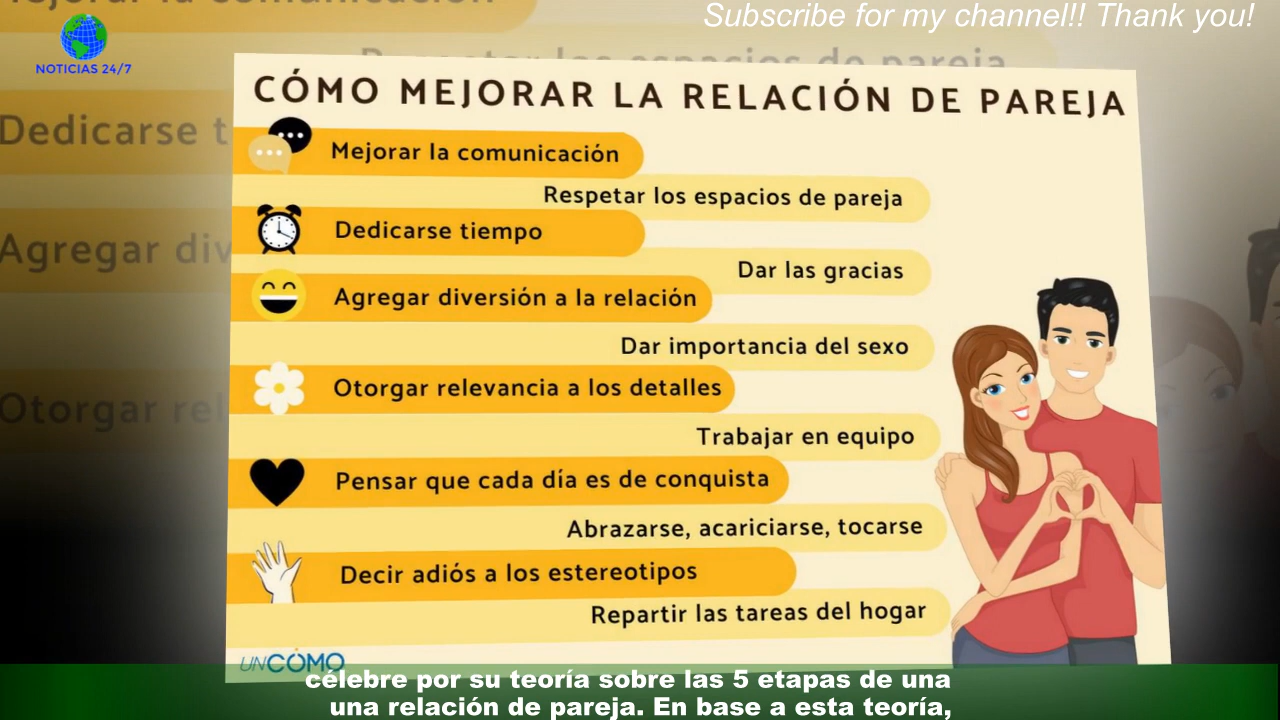 Subscribe for my channel!! Thank you!
NOTICIAS 24/7
CÓMO MEJORAR LA RELACIÓN DE PAREJA
Mejorar la comunicación
Respetar los espacios de pareja
Dedicarse tiempo
Dar las gracias
Agregar diversión a la relación
Dar importancia del sexo
Otorgar relevancia a los detalles
Trabajar en equipo
Pensar que cada día es de conquista
Abrazarse, acariciarse, tocarse
Decir adiós a los estereotipos
Repartir las tareas del hogar
UNCOMO
célebre por su teoría sobre las 5 etapas de una
una relación de pareja. En base a esta teoría,
Dedicarse t
Agregar div
Otorgar rel